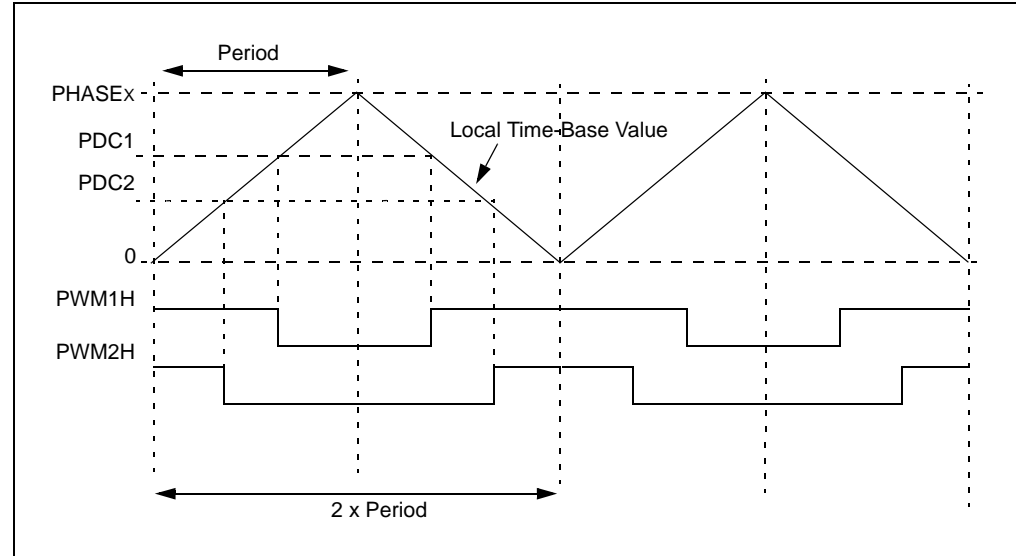 Period
PHASEx
Local Time-Base Value
PDC1
PDC2
0
PWM1H
PWM2H
2 x Period